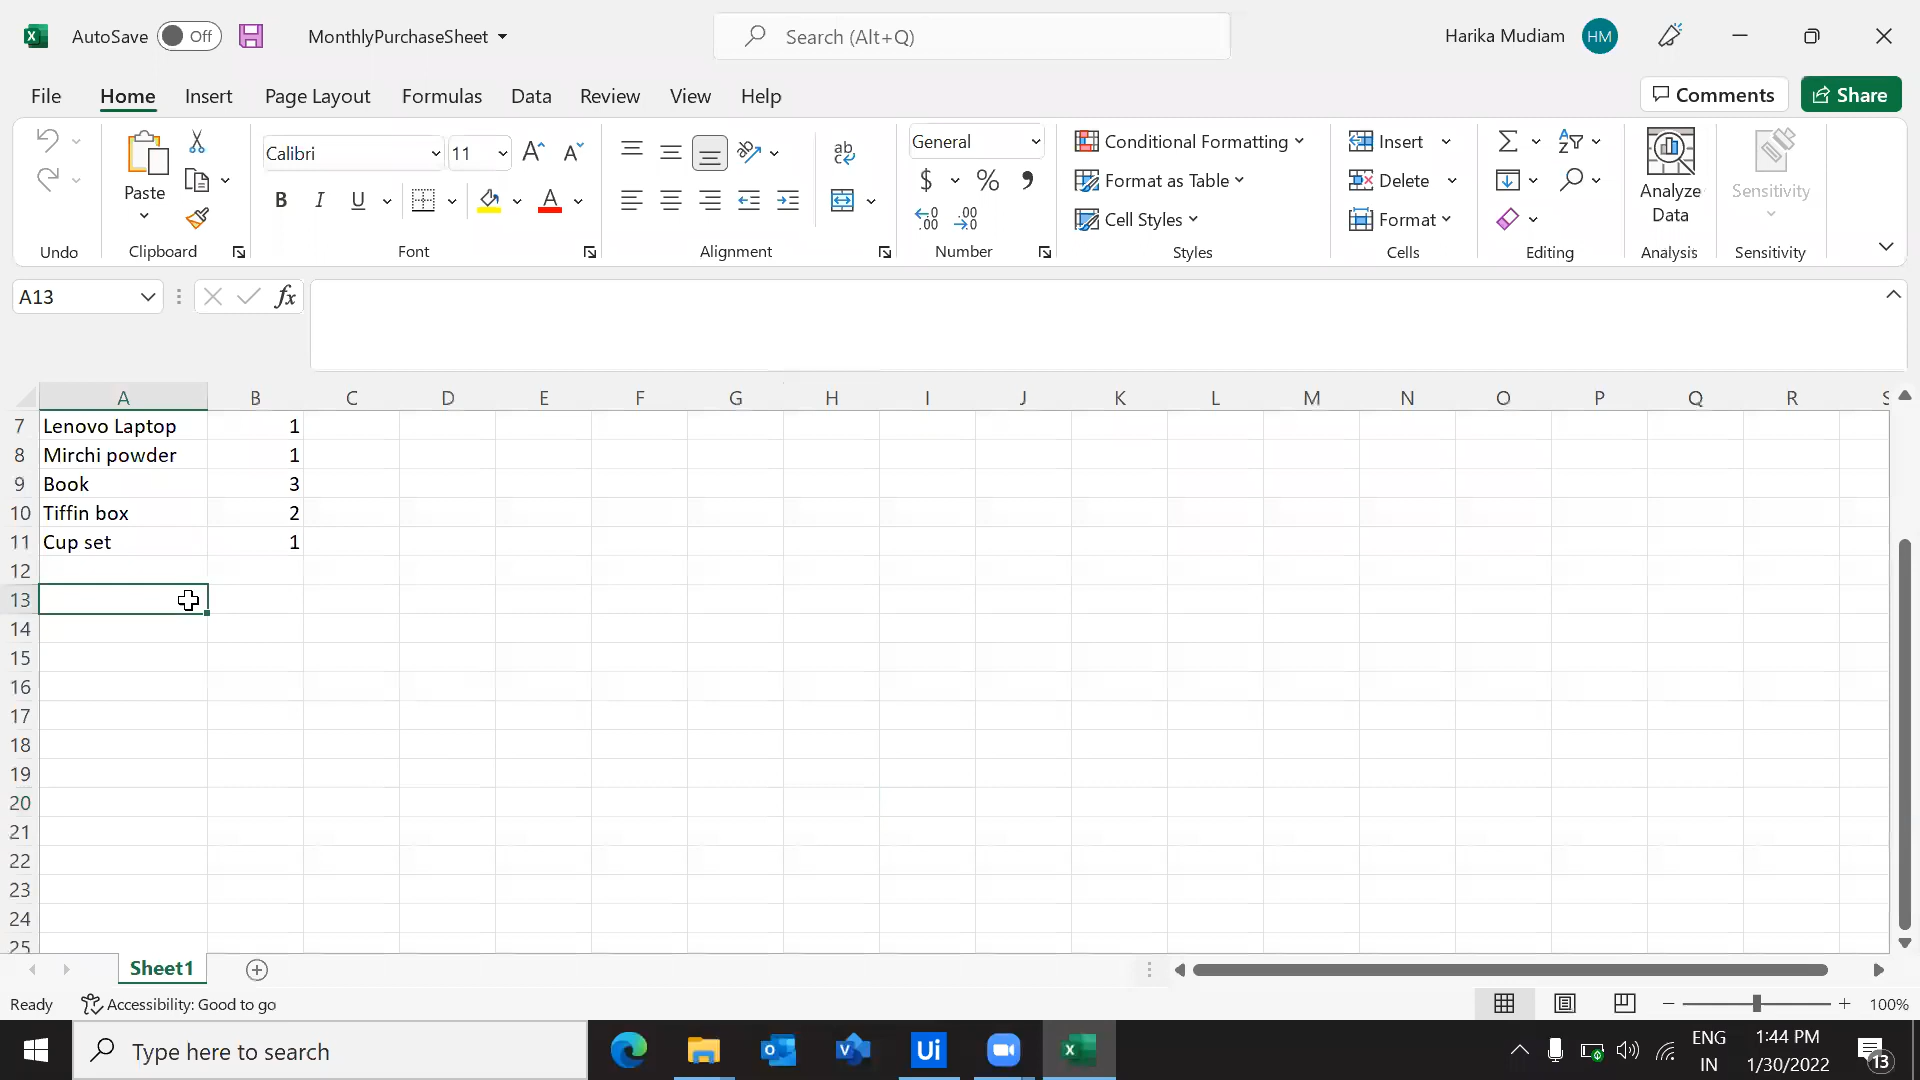 AutoSave Off MonthlyPurchaseSheet Search (Alt+Q) Harika Mudiam HM
File Home Insert Page Layout Formulas Data Review View Help Comments Share
Paste
Calibri 11
B I U A
ab
General
$ % ,
Conditional Formatting
Format as Table
Cell Styles
Insert
Delete
Format
Analyze Data
Sensitivity
Undo Clipboard Font Alignment Number Styles Cells Editing Analysis Sensitivity
A13 fx
A B C D E F G H I J K L M N O P Q R S
7 Lenovo Laptop 1
8 Mirchi powder 1
9 Book 3
10 Tiffin box 2
11 Cup set 1
12
13
14
15
16
17
18
19
20
21
22
23
24
25
Sheet1
Ready Accessibility: Good to go 100%
Type here to search Ui ENG 1:44 PM
IN 1/30/2022 13